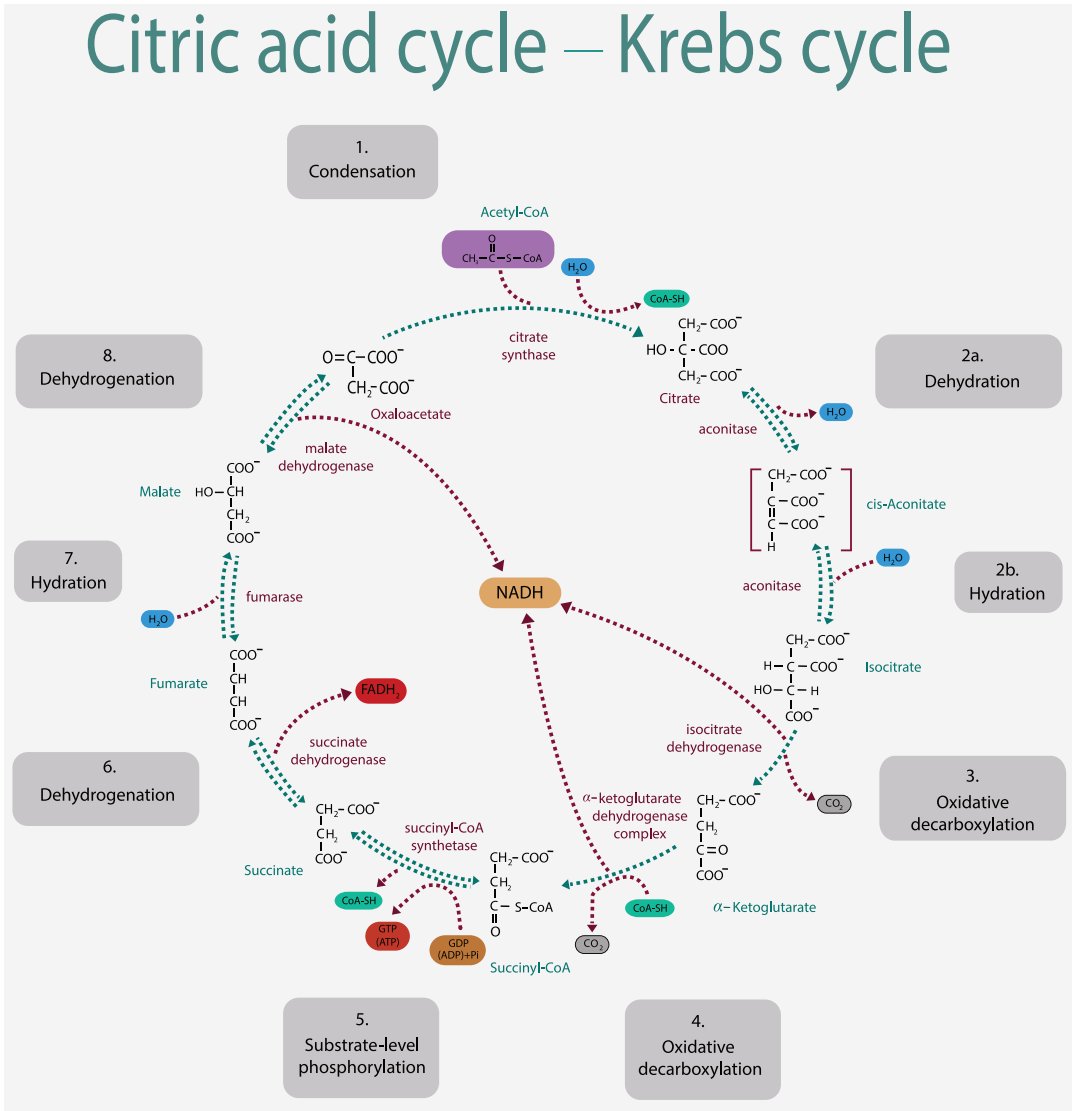 Citric acid cycle — Krebs cycle
1.
Condensation
Acetyl-CoA
O
CH₃–C–S–CoA
H₂O
CoA-SH
citrate
synthase
CH₂–COO⁻
HO-C-COO
CH₂–COO⁻
Citrate
2a.
Dehydration
H₂O
aconitase
CH₂–COO⁻
C–COO⁻
C–COO⁻
H
cis-Aconitate
H₂O
aconitase
2b.
Hydration
CH₂–COO⁻
H–C–COO⁻
HO–C–H
COO⁻
Isocitrate
isocitrate
dehydrogenase
3.
Oxidative
decarboxylation
CO₂
CH₂–COO⁻
CH₂
C=O
COO⁻
α-Ketoglutarate
α-ketoglutarate
dehydrogenase
complex
CoA-SH
CO₂
4.
Oxidative
decarboxylation
CH₂–COO⁻
CH₂
C–S–CoA
O
Succinyl-CoA
succinyl-CoA
synthetase
CoA-SH
GTP
(ATP)
GDP
(ADP)+Pi
5.
Substrate-level
phosphorylation
CH₂–COO⁻
CH₂
COO⁻
Succinate
succinate
dehydrogenase
FADH₂
6.
Dehydrogenation
COO⁻
CH
CH
COO⁻
Fumarate
fumarase
H₂O
7.
Hydration
COO⁻
HO–CH
CH₂
COO⁻
Malate
malate
dehydrogenase
8.
Dehydrogenation
O=C–COO⁻
CH₂–COO⁻
Oxaloacetate
NADH